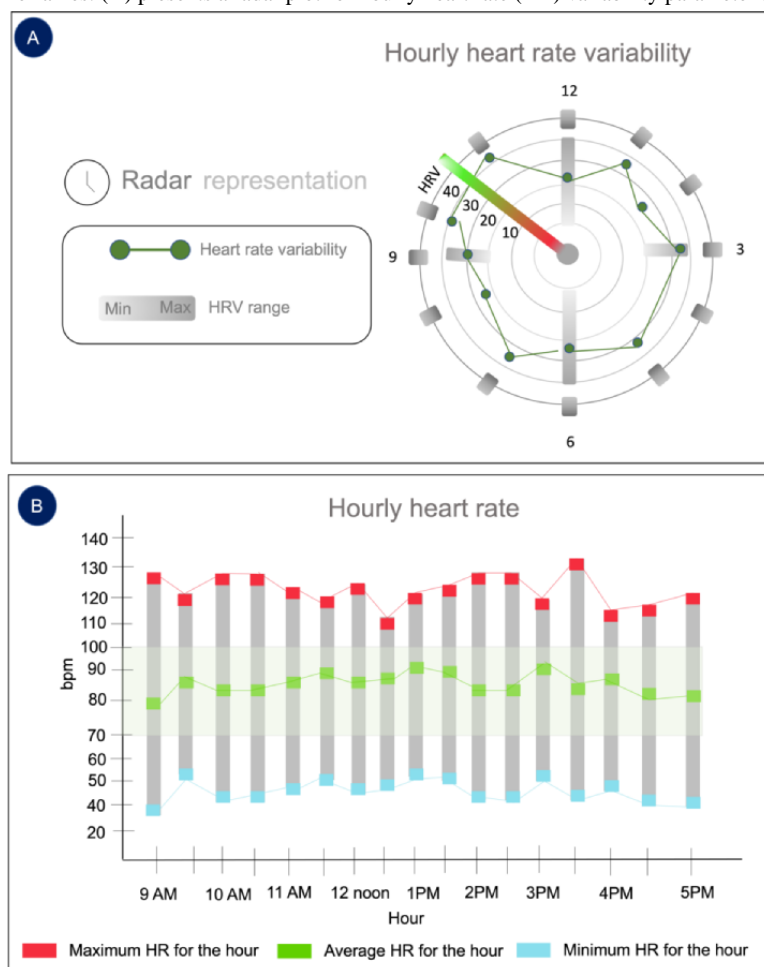 A
Hourly heart rate variability
12
HRV
40
30
20
10
Radar representation
Heart rate variability
Min Max HRV range
9
3
6
B
Hourly heart rate
140
130
120
110
100
90
80
70
60
50
40
20
bpm
9 AM 10 AM 11 AM 12 noon 1PM 2PM 3PM 4PM 5PM
Hour
Maximum HR for the hour Average HR for the hour Minimum HR for the hour